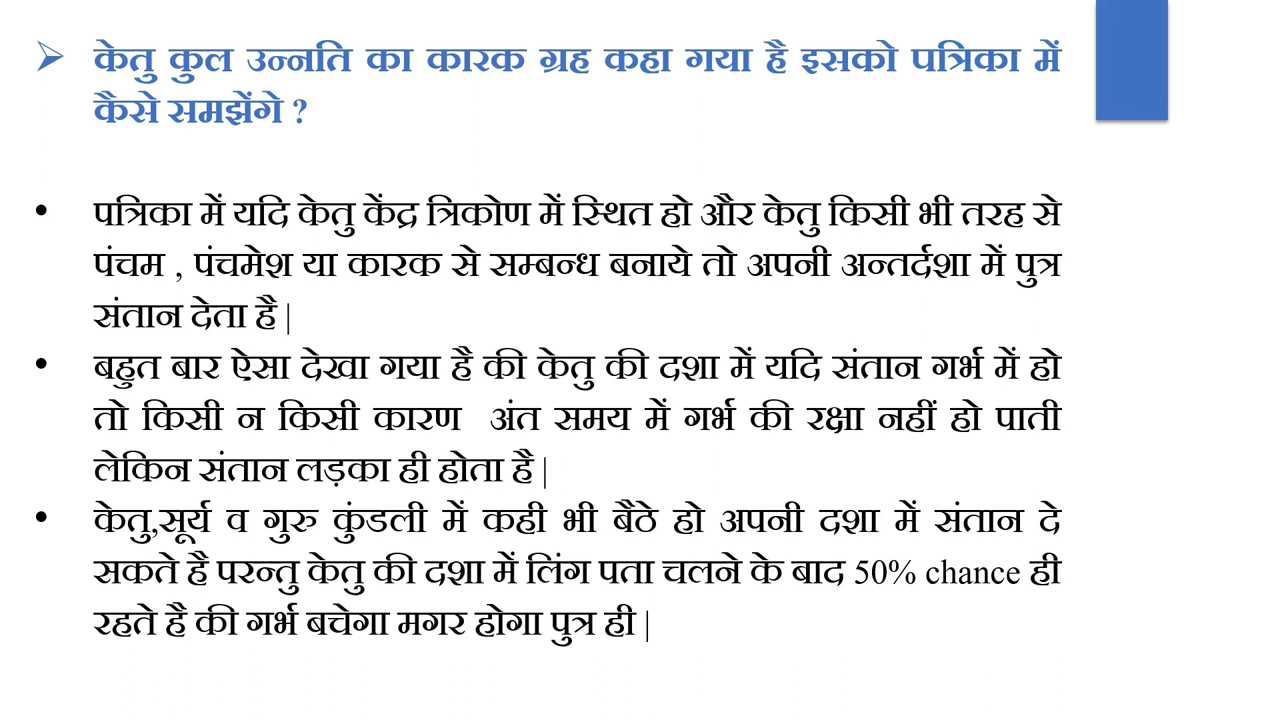 ➢ केतु कुल उन्नति का कारक ग्रह कहा गया है इसको पत्रिका में
कैसे समझेंगे ?
• पत्रिका में यदि केतु केंद्र त्रिकोण में स्थित हो और केतु किसी भी तरह से
पंचम , पंचमेश या कारक से सम्बन्ध बनाये तो अपनी अन्तर्दशा में पुत्र
संतान देता है |
• बहुत बार ऐसा देखा गया है की केतु की दशा में यदि संतान गर्भ में हो
तो किसी न किसी कारण अंत समय में गर्भ की रक्षा नहीं हो पाती
लेकिन संतान लड़का ही होता है |
• केतु,सूर्य व गुरु कुंडली में कही भी बैठे हो अपनी दशा में संतान दे
सकते है परन्तु केतु की दशा में लिंग पता चलने के बाद 50% chance ही
रहते है की गर्भ बचेगा मगर होगा पुत्र ही |